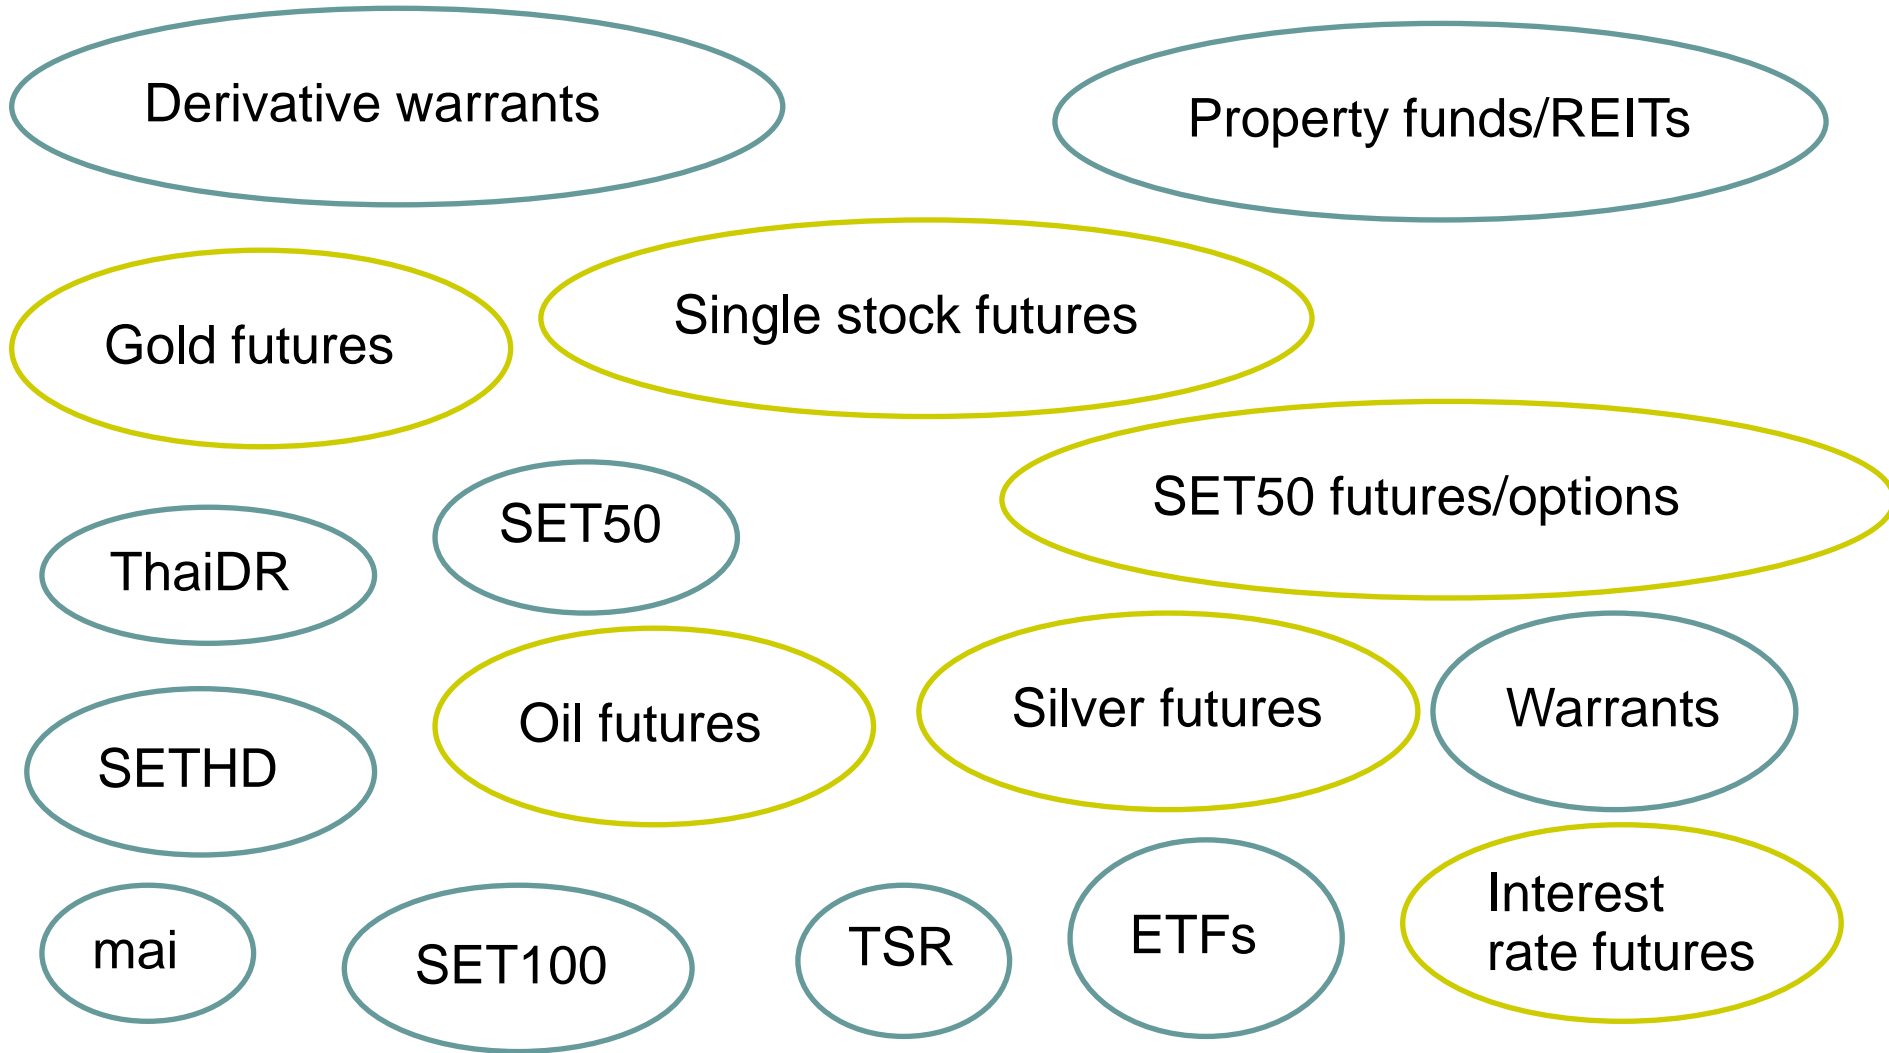 Derivative warrants
Property funds/REITs
Single stock futures
Gold futures
SET50 futures/options
SET50
ThaiDR
Oil futures
Silver futures
Warrants
SETHD
Interest
rate futures
mai
SET100
TSR
ETFs